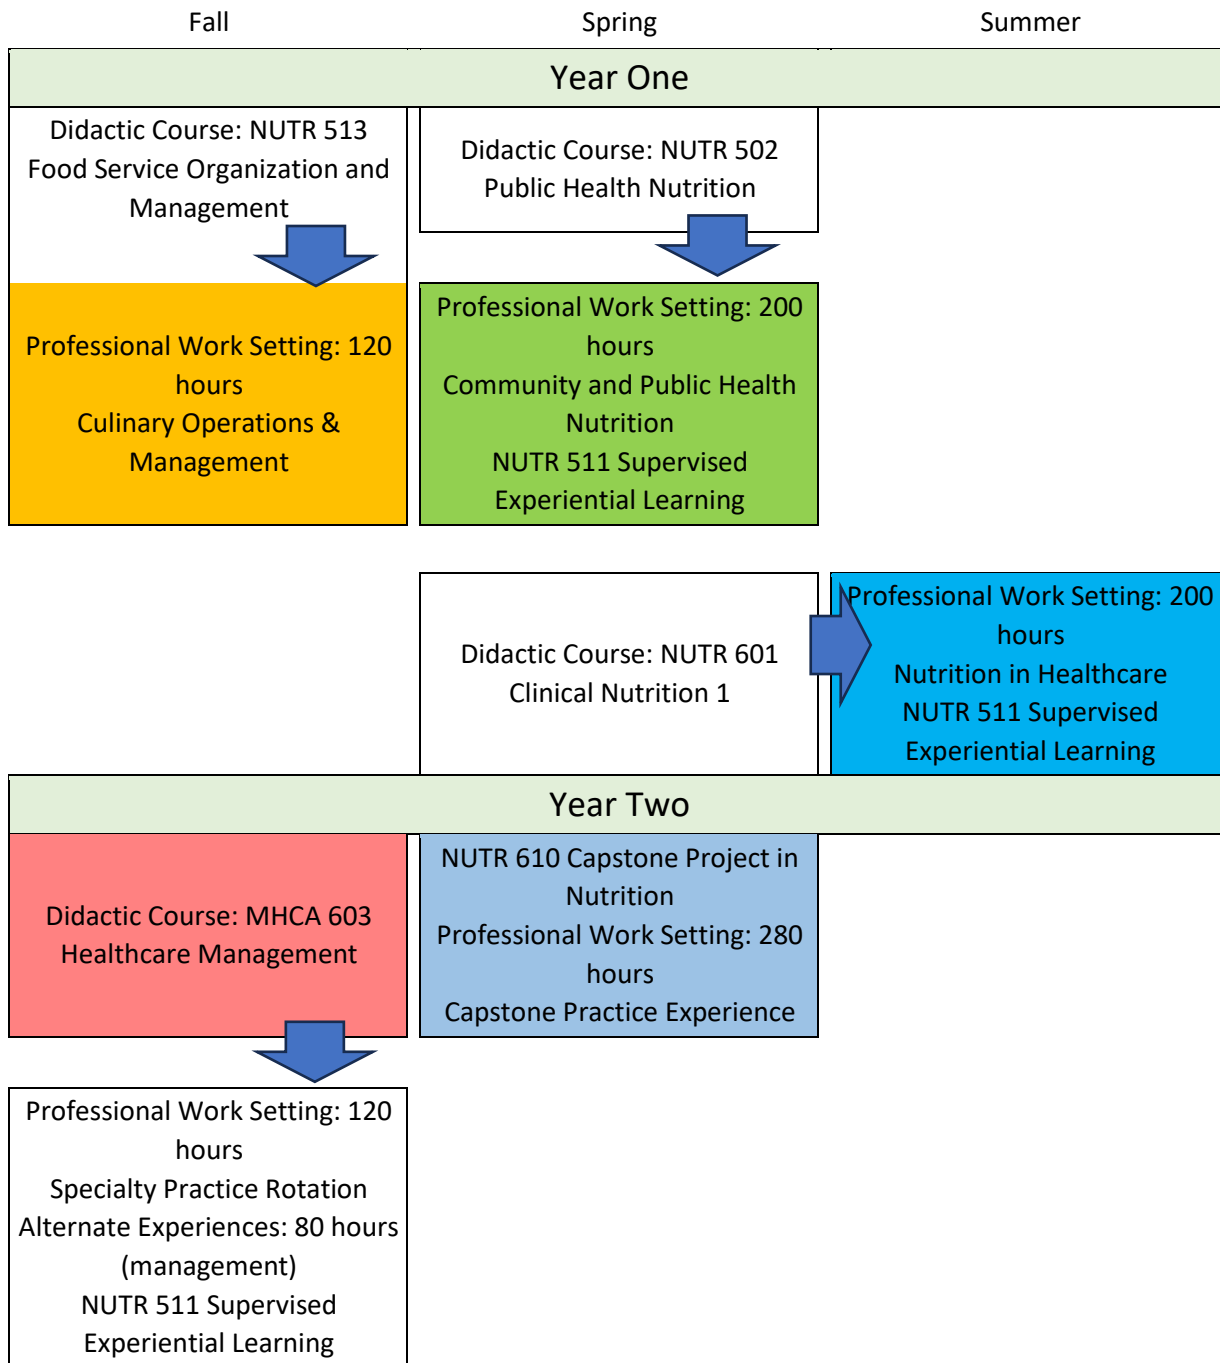 Fall
Spring
Summer
Year One
Didactic Course: NUTR 513
Food Service Organization and
Management
Didactic Course: NUTR 502
Public Health Nutrition
Professional Work Setting: 120
hours
Culinary Operations &
Management
Professional Work Setting: 200
hours
Community and Public Health
Nutrition
NUTR 511 Supervised
Experiential Learning
Didactic Course: NUTR 601
Clinical Nutrition 1
Professional Work Setting: 200
hours
Nutrition in Healthcare
NUTR 511 Supervised
Experiential Learning
Year Two
Didactic Course: MHCA 603
Healthcare Management
NUTR 610 Capstone Project in
Nutrition
Professional Work Setting: 280
hours
Capstone Practice Experience
Professional Work Setting: 120
hours
Specialty Practice Rotation
Alternate Experiences: 80 hours
(management)
NUTR 511 Supervised
Experiential Learning